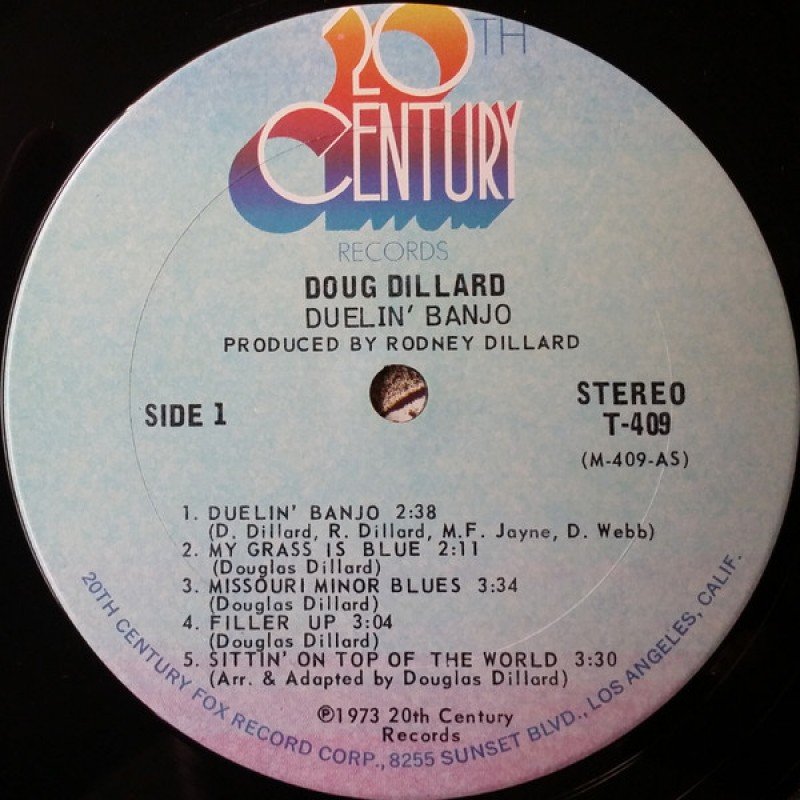 20TH
CENTURY
RECORDS
DOUG DILLARD
DUELIN' BANJO
PRODUCED BY RODNEY DILLARD
SIDE 1
STEREO
T-409
(M-409-AS)
1. DUELIN' BANJO 2:38
(D. Dillard, R. Dillard, M.F. Jayne, D. Webb)
2. MY GRASS IS BLUE 2:11
(Douglas Dillard)
3. MISSOURI MINOR BLUES 3:34
(Douglas Dillard)
4. FILLER UP 3:04
(Douglas Dillard)
5. SITTIN' ON TOP OF THE WORLD 3:30
(Arr. & Adapted by Douglas Dillard)
℗1973 20th Century
Records
20TH CENTURY FOX RECORD CORP., 8255 SUNSET BLVD., LOS ANGELES, CALIF.